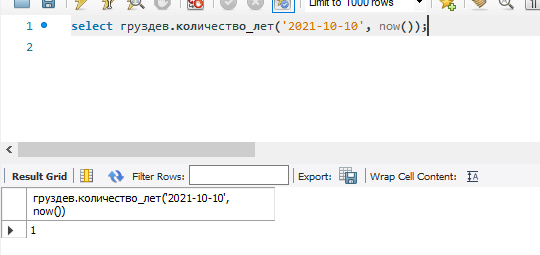 Limit to 1000 rows
1 select груздев.количество_лет('2021-10-10', now());
2
Result Grid Filter Rows: Export: Wrap Cell Content:
груздев.количество_лет('2021-10-10',
now())
1